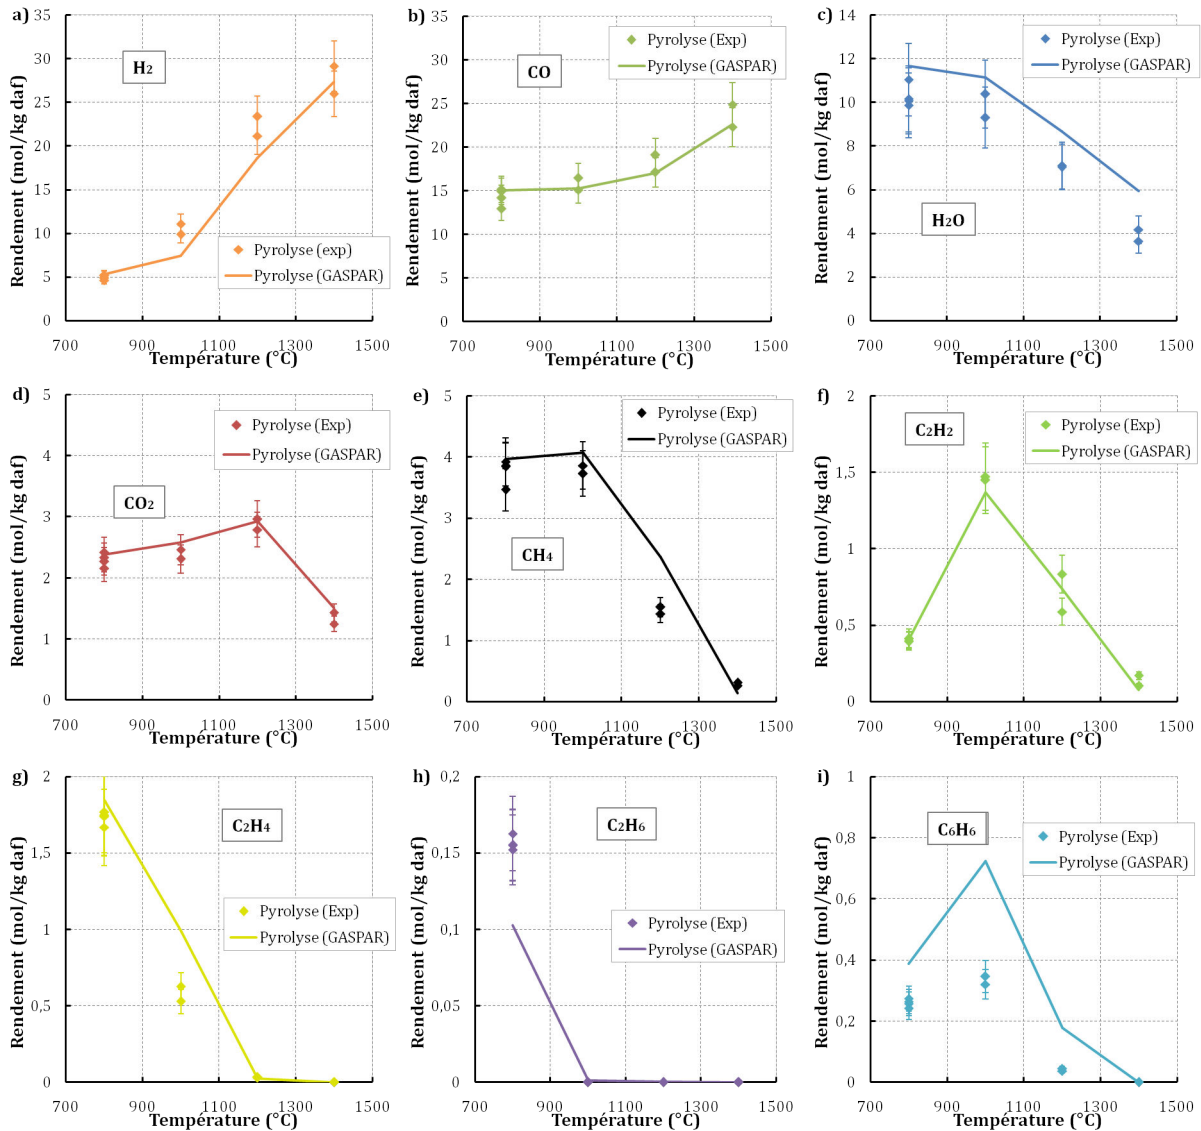 a)
Rendement (mol/kg daf)
35
30
25
20
15
10
5
0
H2
Pyrolyse (exp)
Pyrolyse (GASPAR)
700 900 1100 1300 1500
Température (°C)
b)
Rendement (mol/kg daf)
35
30
25
20
15
10
5
0
CO
Pyrolyse (Exp)
Pyrolyse (GASPAR)
700 900 1100 1300 1500
Température (°C)
c)
Rendement (mol/kg daf)
14
12
10
8
6
4
2
0
H2O
Pyrolyse (Exp)
Pyrolyse (GASPAR)
700 900 1100 1300 1500
Température (°C)
d)
Rendement (mol/kg daf)
5
4
3
2
1
0
CO2
Pyrolyse (Exp)
Pyrolyse (GASPAR)
700 900 1100 1300 1500
Température (°C)
e)
Rendement (mol/kg daf)
5
4
3
2
1
0
CH4
Pyrolyse (Exp)
Pyrolyse (GASPAR)
700 900 1100 1300 1500
Température (°C)
f)
Rendement (mol/kg daf)
2
1,5
1
0,5
0
C2H2
Pyrolyse (Exp)
Pyrolyse (GASPAR)
700 900 1100 1300 1500
Température (°C)
g)
Rendement (mol/kg daf)
2
1,5
1
0,5
0
C2H4
Pyrolyse (Exp)
Pyrolyse (GASPAR)
700 900 1100 1300 1500
Température (°C)
h)
Rendement (mol/kg daf)
0,2
0,15
0,1
0,05
0
C2H6
Pyrolyse (Exp)
Pyrolyse (GASPAR)
700 900 1100 1300 1500
Température (°C)
i)
Rendement (mol/kg daf)
1
0,8
0,6
0,4
0,2
0
C6H6
Pyrolyse (Exp)
Pyrolyse (GASPAR)
700 900 1100 1300 1500
Température (°C)